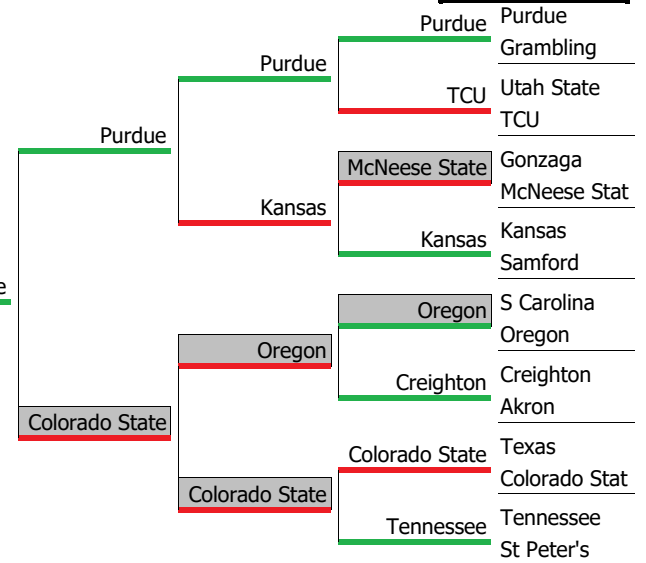 Purdue
Purdue
Grambling
Purdue
TCU
Utah State
TCU
Purdue
McNeese State
Gonzaga
McNeese Stat
Kansas
Kansas
Kansas
Samford
e
Oregon
S Carolina
Oregon
Oregon
Creighton
Creighton
Akron
Colorado State
Colorado State
Texas
Colorado Stat
Colorado State
Tennessee
Tennessee
St Peter's